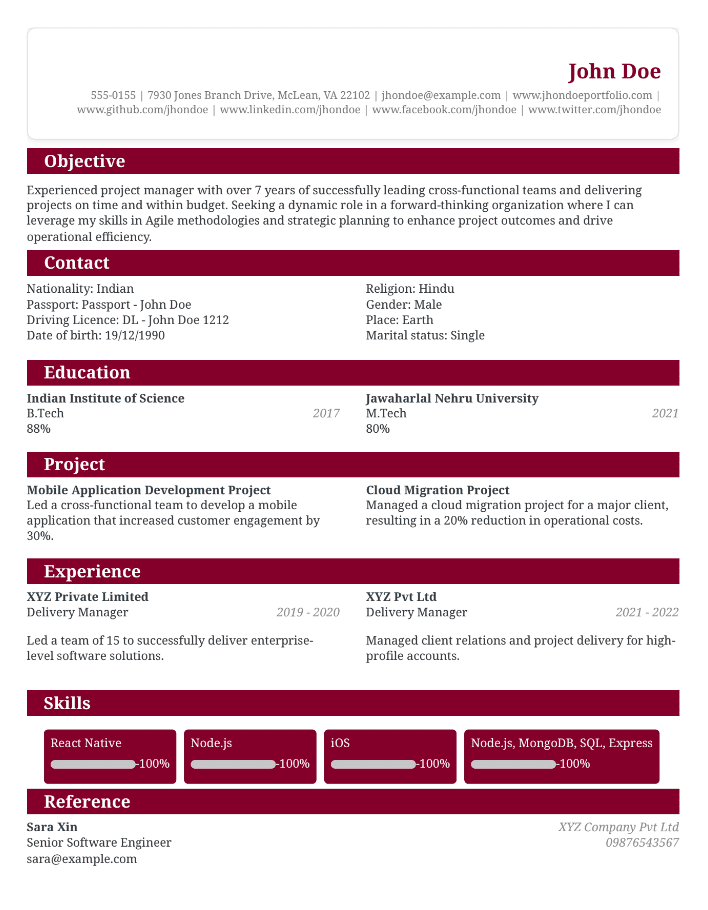 John Doe
555-0155 | 7930 Jones Branch Drive, McLean, VA 22102 | jhondoe@example.com | www.jhondoeportfolio.com |
www.github.com/jhondoe | www.linkedin.com/jhondoe | www.facebook.com/jhondoe | www.twitter.com/jhondoe
Objective
Experienced project manager with over 7 years of successfully leading cross-functional teams and delivering
projects on time and within budget. Seeking a dynamic role in a forward-thinking organization where I can
leverage my skills in Agile methodologies and strategic planning to enhance project outcomes and drive
operational efficiency.
Contact
Nationality: Indian
Passport: Passport - John Doe
Driving Licence: DL - John Doe 1212
Date of birth: 19/12/1990
Religion: Hindu
Gender: Male
Place: Earth
Marital status: Single
Education
Indian Institute of Science
B.Tech 2017
88%
Jawaharlal Nehru University
M.Tech 2021
80%
Project
Mobile Application Development Project
Led a cross-functional team to develop a mobile
application that increased customer engagement by
30%.
Cloud Migration Project
Managed a cloud migration project for a major client,
resulting in a 20% reduction in operational costs.
Experience
XYZ Private Limited
Delivery Manager 2019 - 2020
Led a team of 15 to successfully deliver enterprise-
level software solutions.
XYZ Pvt Ltd
Delivery Manager 2021 - 2022
Managed client relations and project delivery for high-
profile accounts.
Skills
React Native
-100%
Node.js
-100%
iOS
-100%
Node.js, MongoDB, SQL, Express
-100%
Reference
Sara Xin
Senior Software Engineer
sara@example.com
XYZ Company Pvt Ltd
09876543567